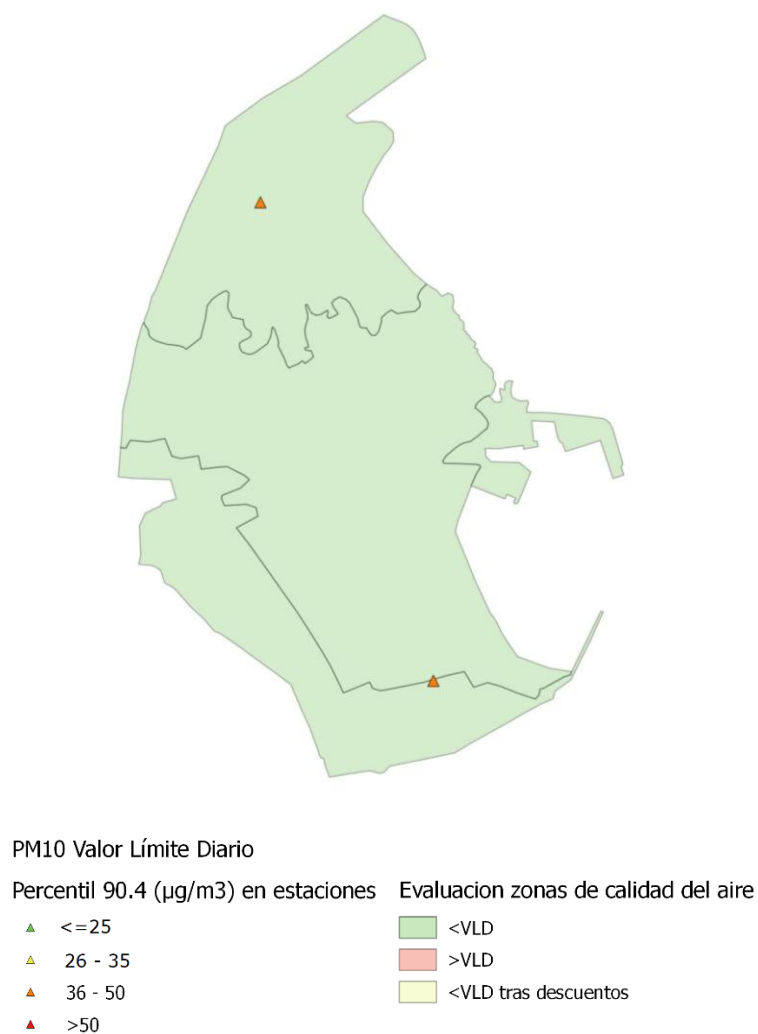 PM10 Valor Límite Diario
Percentil 90.4 (µg/m3) en estaciones
<=25
26 - 35
36 - 50
>50
Evaluacion zonas de calidad del aire
<VLD
>VLD
<VLD tras descuentos